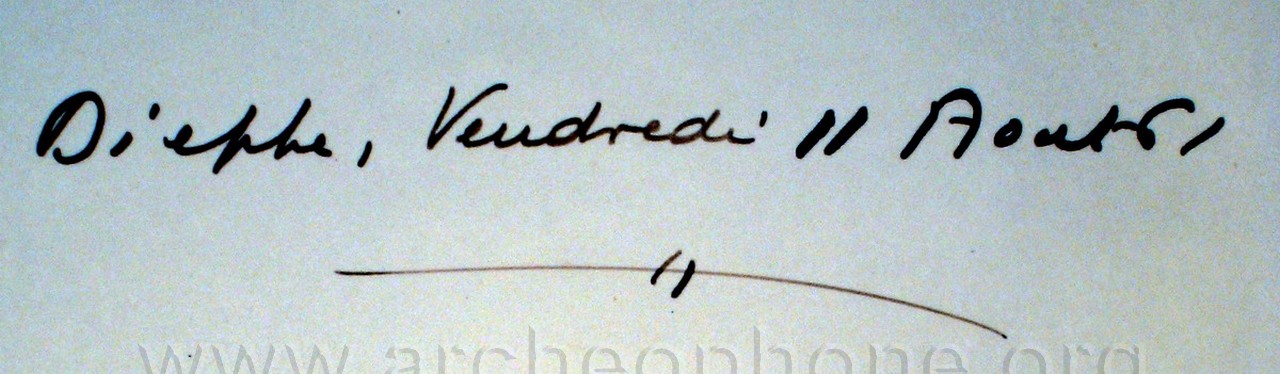 Dieppe, Vendredi 11 Aout 61
www.archeophone.org